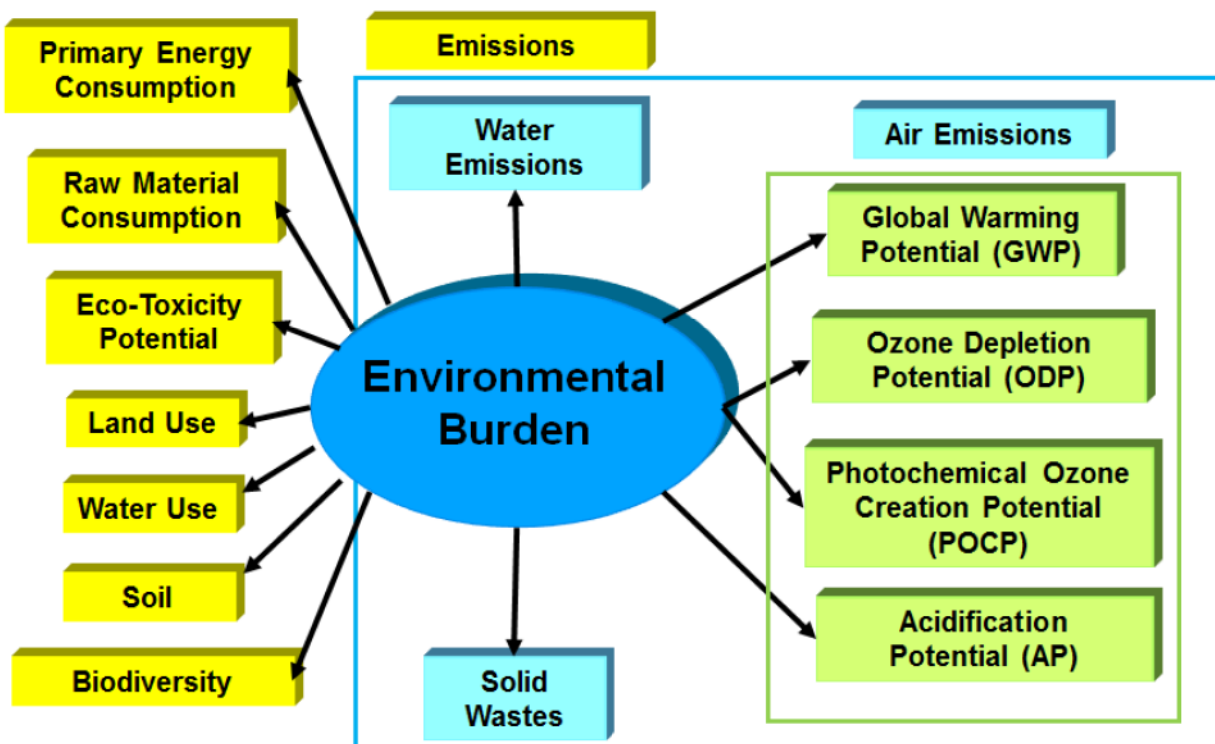 Primary Energy
Consumption
Raw Material
Consumption
Eco-Toxicity
Potential
Land Use
Water Use
Soil
Biodiversity
Emissions
Water
Emissions
Air Emissions
Global Warming
Potential (GWP)
Ozone Depletion
Potential (ODP)
Photochemical Ozone
Creation Potential
(POCP)
Acidification
Potential (AP)
Environmental
Burden
Solid
Wastes